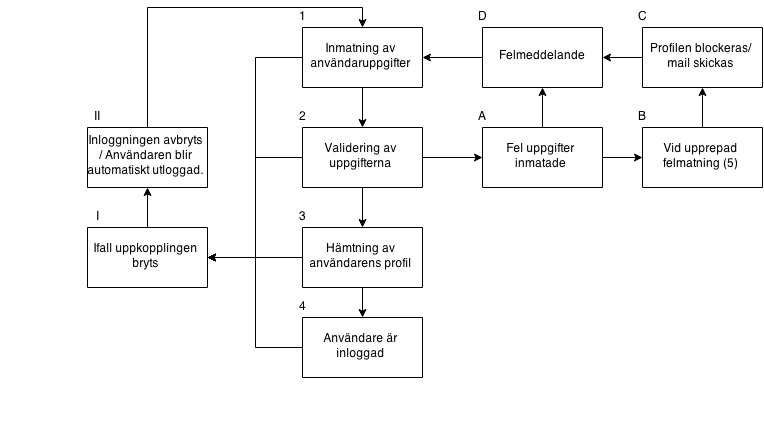 1
Inmatning av
användaruppgifter
D
Felmeddelande
C
Profilen blockeras/
mail skickas
II
Inloggningen avbryts
/ Användaren blir
automatiskt utloggad.
2
Validering av
uppgifterna
A
Fel uppgifter
inmatade
B
Vid upprepad
felmatning (5)
I
Ifall uppkopplingen
bryts
3
Hämtning av
användarens profil
4
Användare är
inloggad